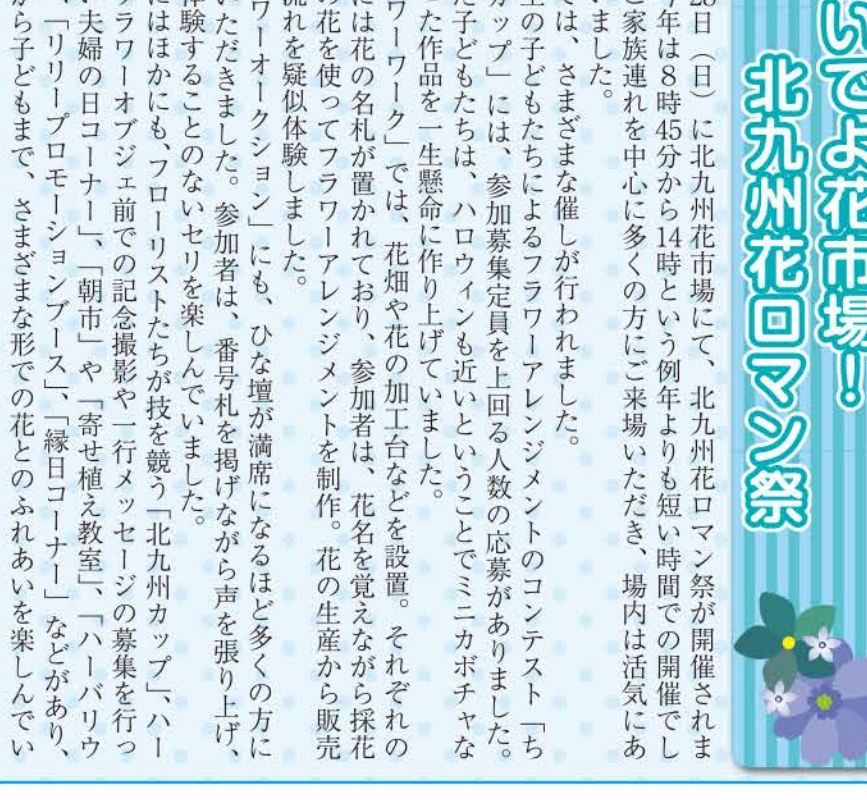 いでよ花市場！
北九州花ロマン祭
28日（日）に北九州花市場にて、北九州花ロマン祭が開催されま
年は８時45分から14時という例年よりも短い時間での開催でし
ご家族連れを中心に多くの方にご来場いただき、場内は活気にあ
いました。
では、さまざまな催しが行われました。
生の子どもたちによるフラワーアレンジメントのコンテスト「ち
カップ」には、参加募集定員を上回る人数の応募がありました。
た子どもたちは、ハロウィンも近いということでミニカボチャな
った作品を一生懸命に作り上げていました。
ワーワーク」では、花畑や花の加工台などを設置。それぞれの
には花の名札が置かれており、参加者は、花名を覚えながら採花
の花を使ってフラワーアレンジメントを制作。花の生産から販売
流れを疑似体験しました。
ワーオークション」にも、ひな壇が満席になるほど多くの方に
いただきました。参加者は、番号札を掲げながら声を張り上げ、
体験することのないセリを楽しんでいました。
にはほかにも、フローリストたちが技を競う「北九州カップ」、ハー
フラワーオブジェ前での記念撮影や一行メッセージの募集を行っ
い夫婦の日コーナー」、「朝市」や「寄せ植え教室」、「ハーバリウ
、「リリープロモーションブース」、「縁日コーナー」などがあり、
から子どもまで、さまざまな形での花とのふれあいを楽しんでい